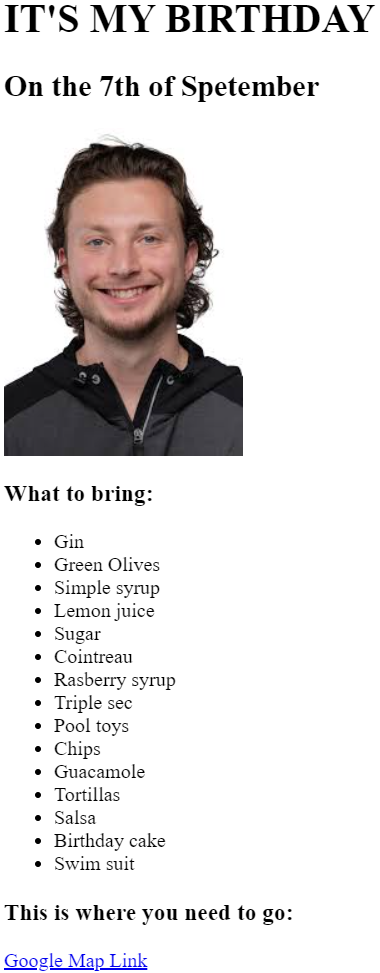 IT'S MY BIRTHDAY
On the 7th of Spetember
What to bring:
Gin
Green Olives
Simple syrup
Lemon juice
Sugar
Cointreau
Rasberry syrup
Triple sec
Pool toys
Chips
Guacamole
Tortillas
Salsa
Birthday cake
Swim suit
This is where you need to go:
Google Map Link